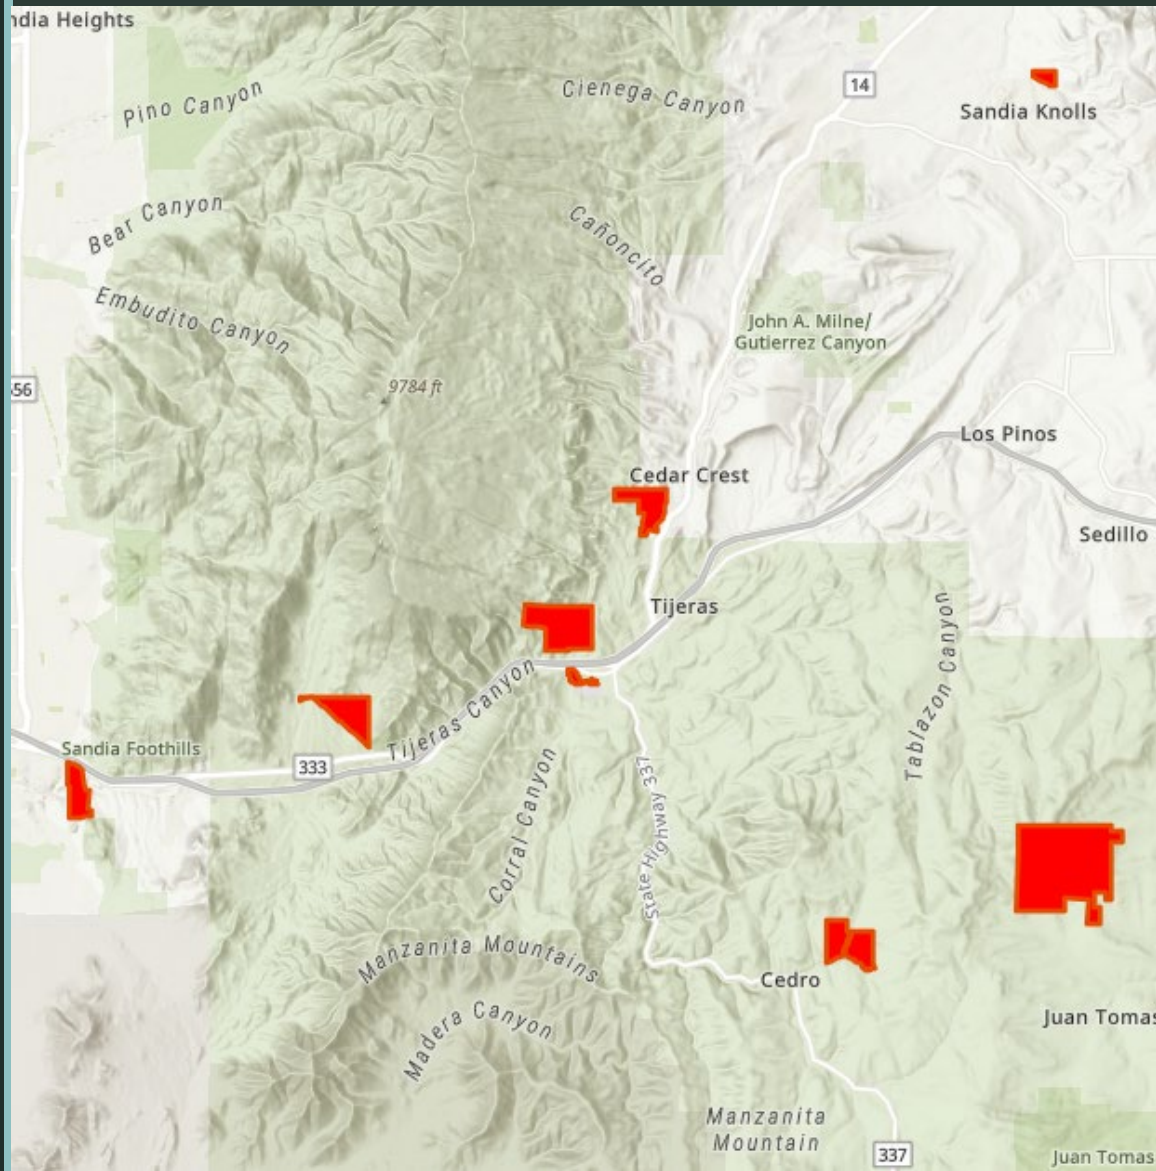 ndia Heights
14
Sandia Knolls
Pino Canyon
Cienega Canyon
Bear Canyon
Cañoncito
Embudito Canyon
John A. Milne/
Gutierrez Canyon
56
9784 ft
Los Pinos
Cedar Crest
Sedillo
Tijeras
Tablazon Canyon
Tijeras Canyon
Sandia Foothills
333
Corral Canyon
State Highway 337
Manzanita Mountains
Cedro
Madera Canyon
Juan Tomas
Manzanita
Mountain
337
Juan Tomas